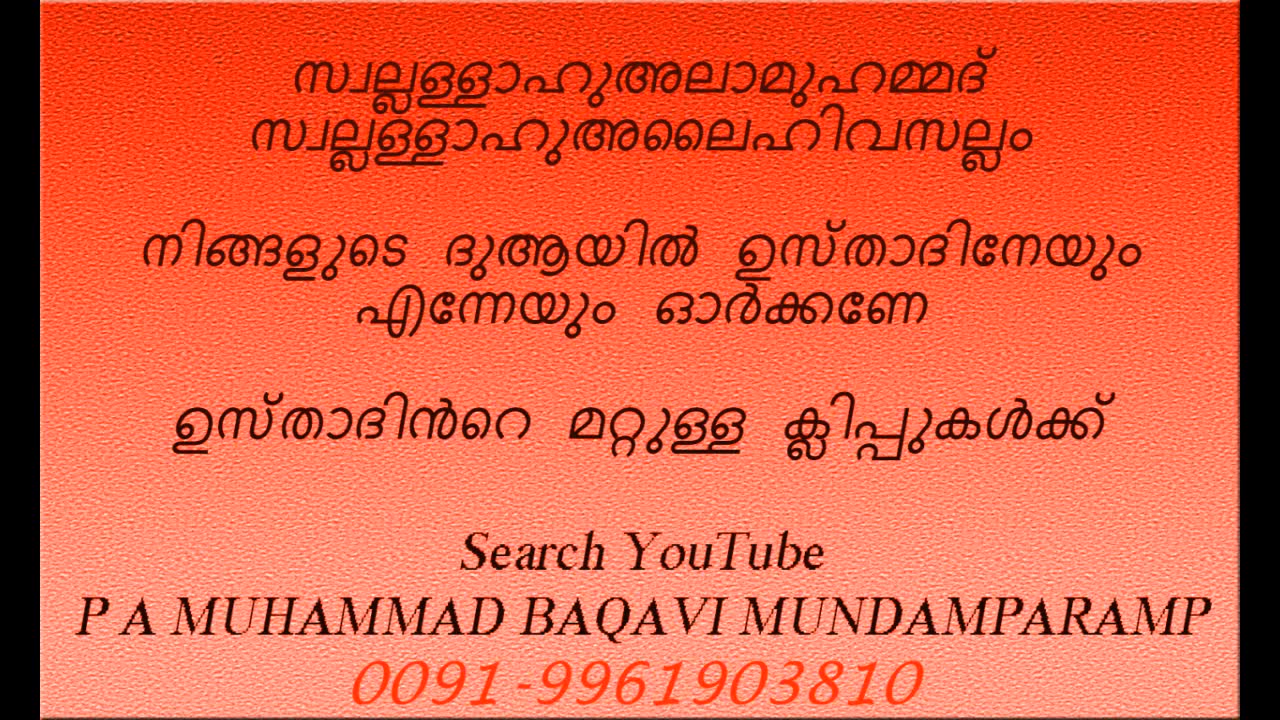 സ്വല്ലള്ളാഹുഅലാമുഹമ്മദ്
സ്വല്ലള്ളാഹുഅലൈഹിവസല്ലം
നിങ്ങളുടെ ദുആയിൽ ഉസ്താദിനേയും
എന്നേയും ഓർക്കണേ
ഉസ്താദിൻറെ മറ്റുള്ള ക്ലിപ്പുകൾക്ക്
Search YouTube
P A MUHAMMAD BAQAVI MUNDAMPARAMP
0091-9961903810